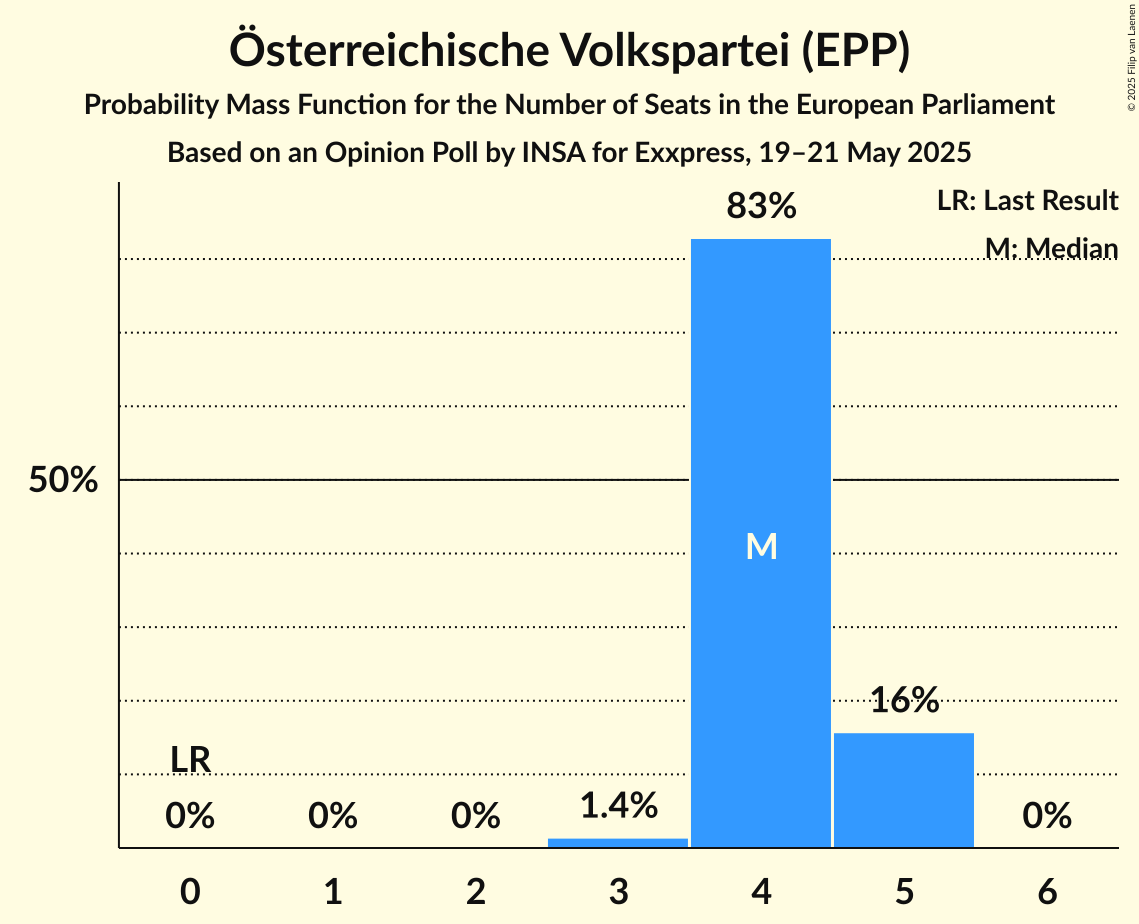 Österreichische Volkspartei (EPP)
Probability Mass Function for the Number of Seats in the European Parliament
Based on an Opinion Poll by INSA for Exxpress, 19–21 May 2025
© 2025 Filip van Laenen
LR: Last Result
M: Median
83%
50%
M
16%
LR
1.4%
0% 0% 0% 0%
0 1 2 3 4 5 6